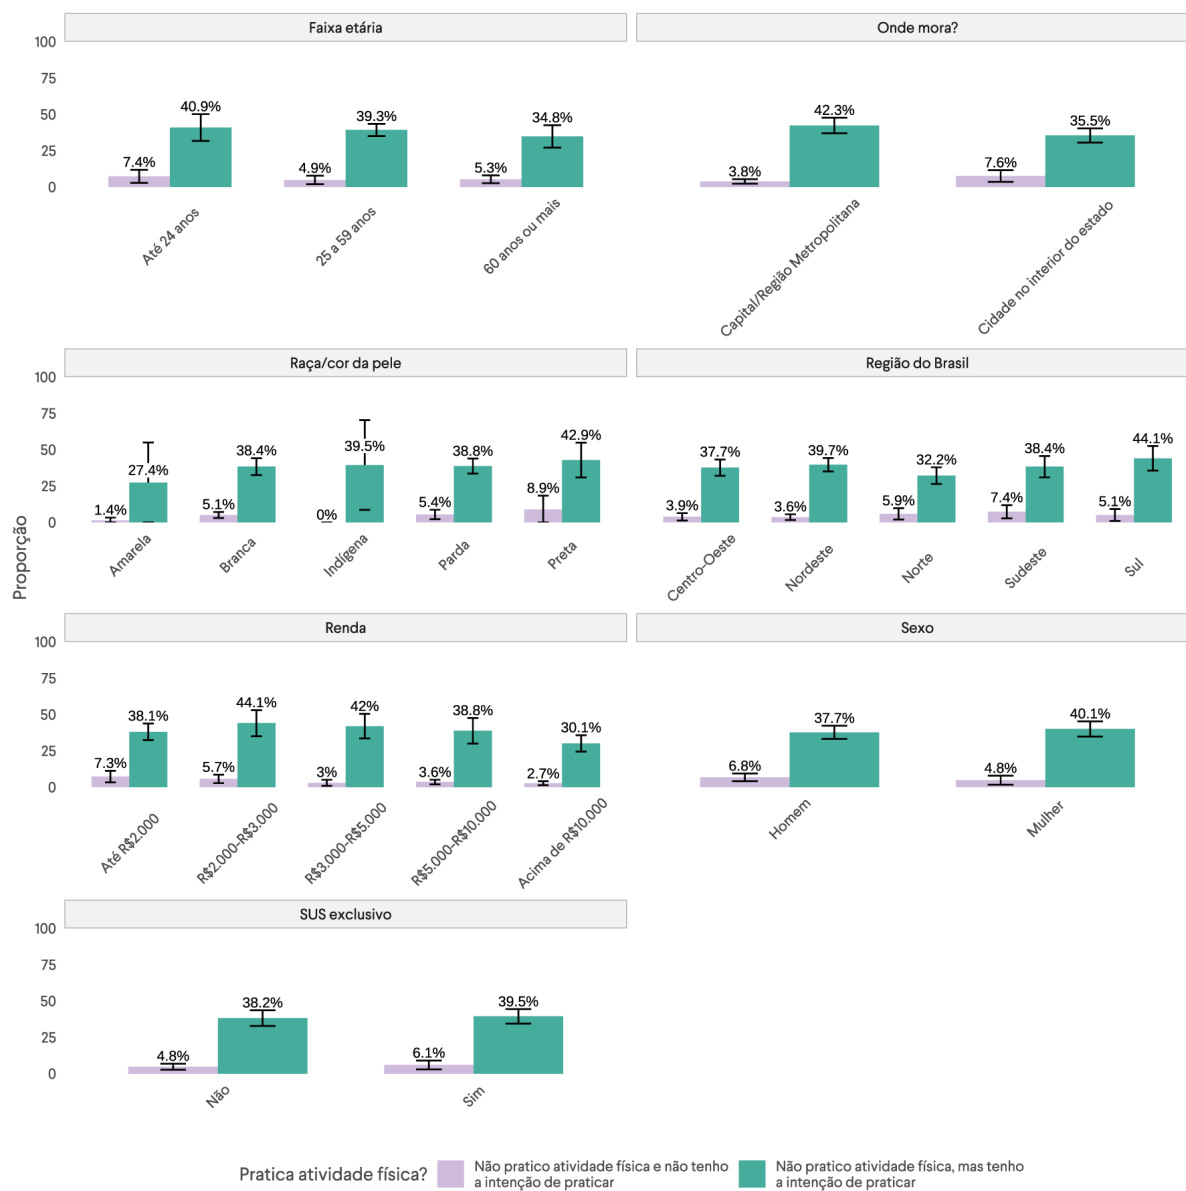 Faixa etária
Onde mora?
100
75
50
25
0
40.9%
39.3%
34.8%
7.4%
4.9%
5.3%
42.3%
35.5%
3.8%
7.6%
Até 24 anos
25 a 59 anos
60 anos ou mais
Capital/Região Metropolitana
Cidade no interior do estado
Raça/cor da pele
Região do Brasil
100
75
50
25
0
1.4%
27.4%
5.1%
38.4%
0%
39.5%
5.4%
38.8%
8.9%
42.9%
3.9%
37.7%
3.6%
39.7%
5.9%
32.2%
7.4%
38.4%
5.1%
44.1%
Amarela
Branca
Indígena
Parda
Preta
Centro-Oeste
Nordeste
Norte
Sudeste
Sul
Proporção
Renda
Sexo
100
75
50
25
0
7.3%
38.1%
5.7%
44.1%
3%
42%
3.6%
38.8%
2.7%
30.1%
6.8%
37.7%
4.8%
40.1%
Até R$2.000
R$2.000-R$3.000
R$3.000-R$5.000
R$5.000-R$10.000
Acima de R$10.000
Homem
Mulher
SUS exclusivo
100
75
50
25
0
4.8%
38.2%
6.1%
39.5%
Não
Sim
Pratica atividade física?
Não pratico atividade física e não tenho
a intenção de praticar
Não pratico atividade física, mas tenho
a intenção de praticar